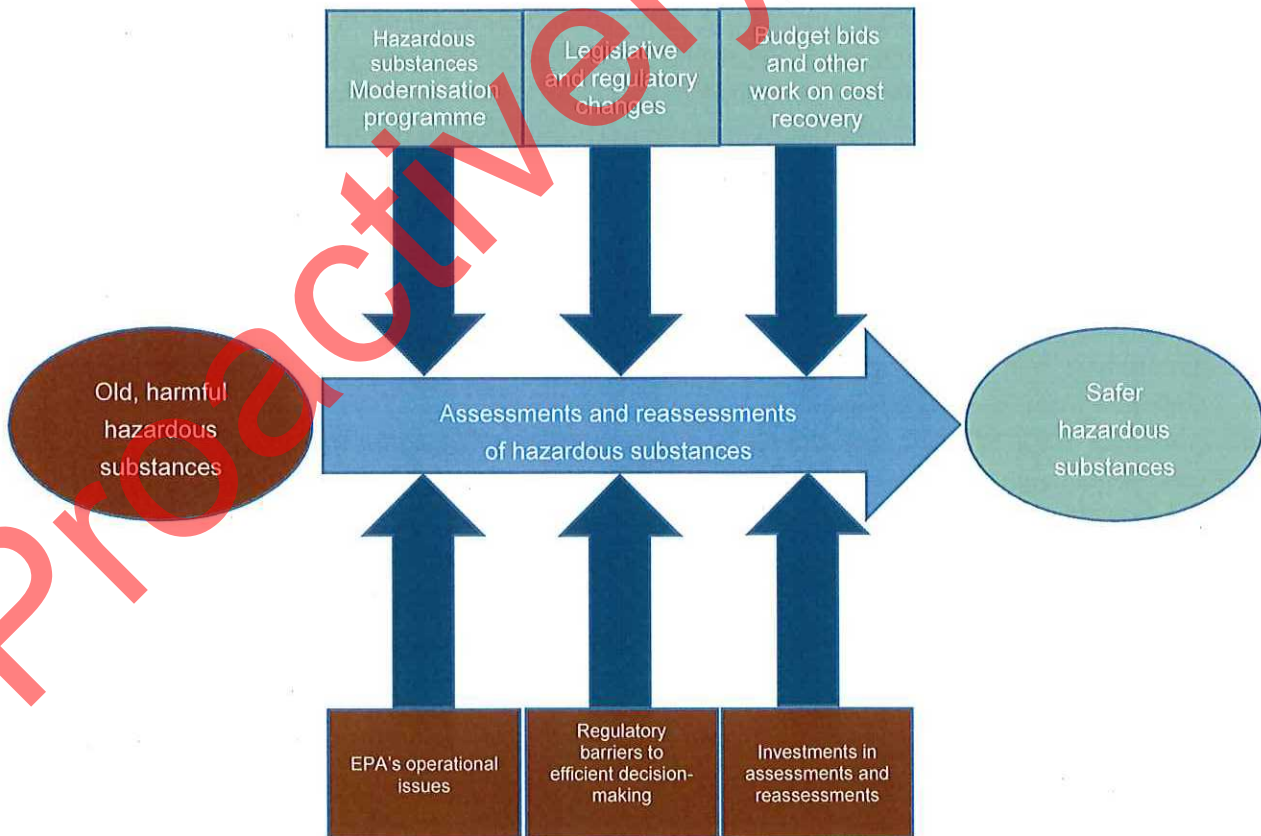 Hazardous
substances
Modernisation
programme
Legislative
and regulatory
changes
Budget bids
and other
work on cost
recovery
Old, harmful
hazardous
substances
Assessments and reassessments
of hazardous substances
Safer
hazardous
substances
EPA's operational
issues
Regulatory
barriers to
efficient decision-
making
Investments in
assessments and
reassessments
Proactively